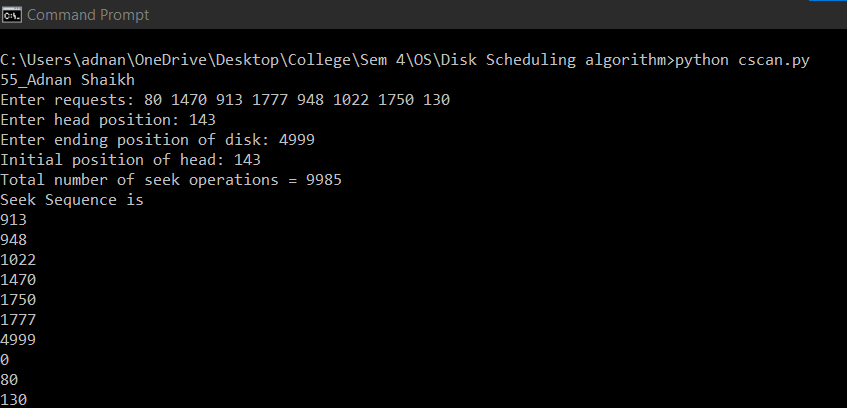 Command Prompt
C:\Users\adnan\OneDrive\Desktop\College\Sem 4\OS\Disk Scheduling algorithm>python cscan.py
55_Adnan Shaikh
Enter requests: 80 1470 913 1777 948 1022 1750 130
Enter head position: 143
Enter ending position of disk: 4999
Initial position of head: 143
Total number of seek operations = 9985
Seek Sequence is
913
948
1022
1470
1750
1777
4999
0
80
130